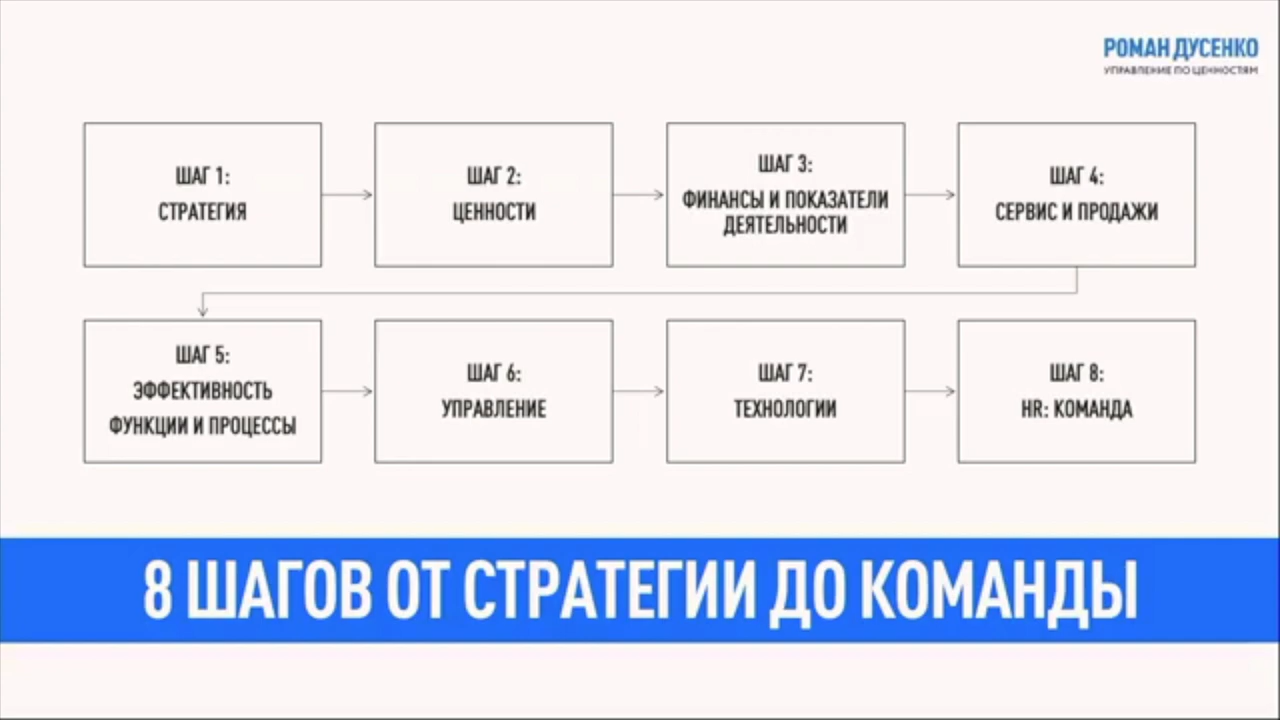 РОМАН ДУСЕНКО
УПРАВЛЕНИЕ ПО ЦЕННОСТЯМ
ШАГ 1:
СТРАТЕГИЯ
ШАГ 2:
ЦЕННОСТИ
ШАГ 3:
ФИНАНСЫ И ПОКАЗАТЕЛИ
ДЕЯТЕЛЬНОСТИ
ШАГ 4:
СЕРВИС И ПРОДАЖИ
ШАГ 5:
ЭФФЕКТИВНОСТЬ
ФУНКЦИИ И ПРОЦЕССЫ
ШАГ 6:
УПРАВЛЕНИЕ
ШАГ 7:
ТЕХНОЛОГИИ
ШАГ 8:
HR: КОМАНДА
8 ШАГОВ ОТ СТРАТЕГИИ ДО КОМАНДЫ